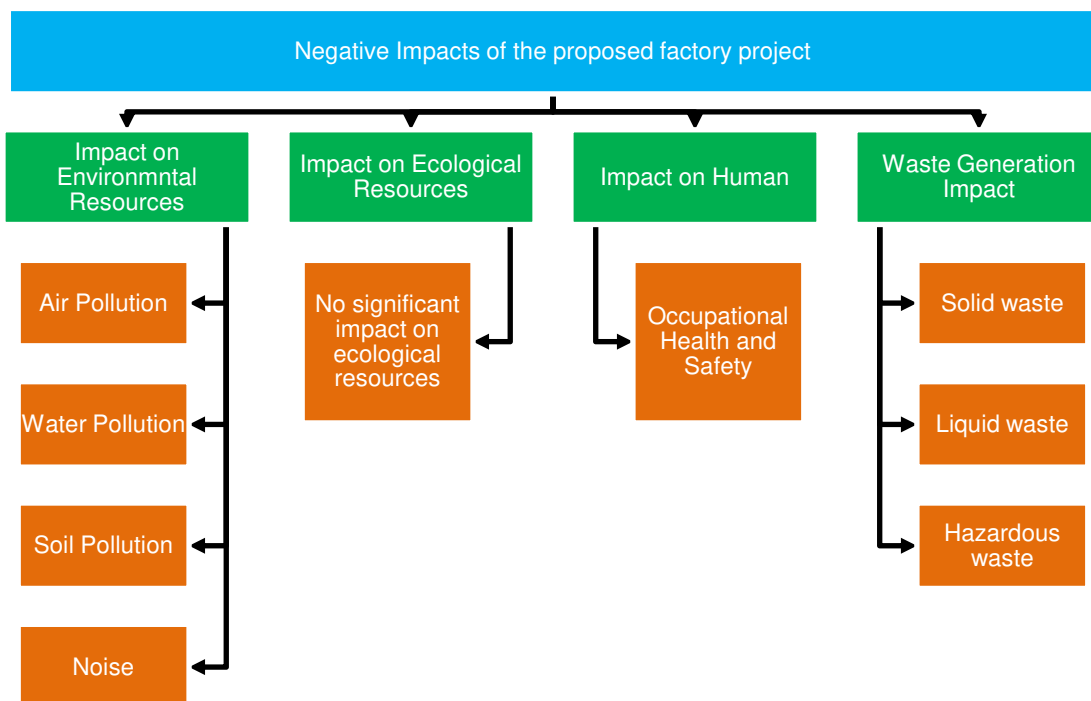 Negative Impacts of the proposed factory project
Impact on
Environmntal
Resources
Impact on Ecological
Resources
Impact on Human
Waste Generation
Impact
Air Pollution
Water Pollution
Soil Pollution
Noise
No significant
impact on
ecological
resources
Occupational
Health and
Safety
Solid waste
Liquid waste
Hazardous
waste